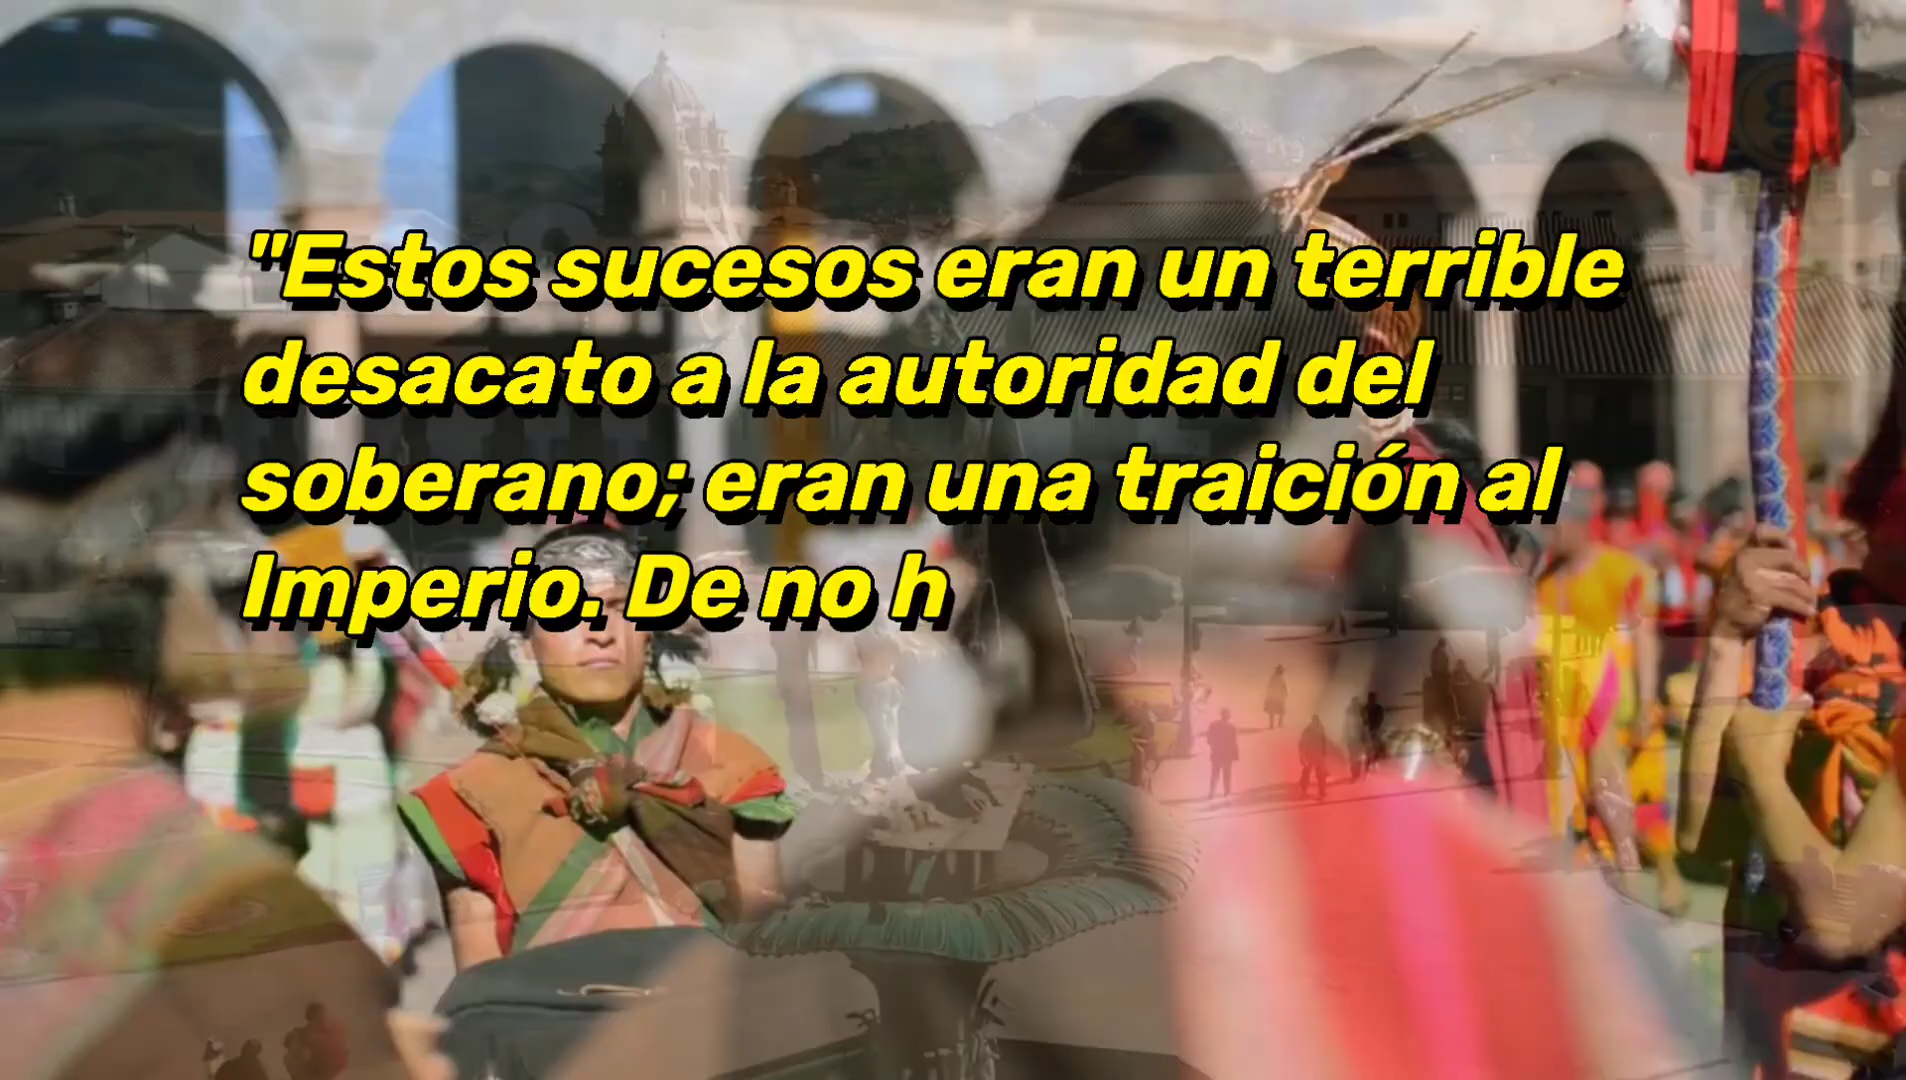 "Estos sucesos eran un terrible
desacato a la autoridad del
soberano; eran una traición al
Imperio. De no h